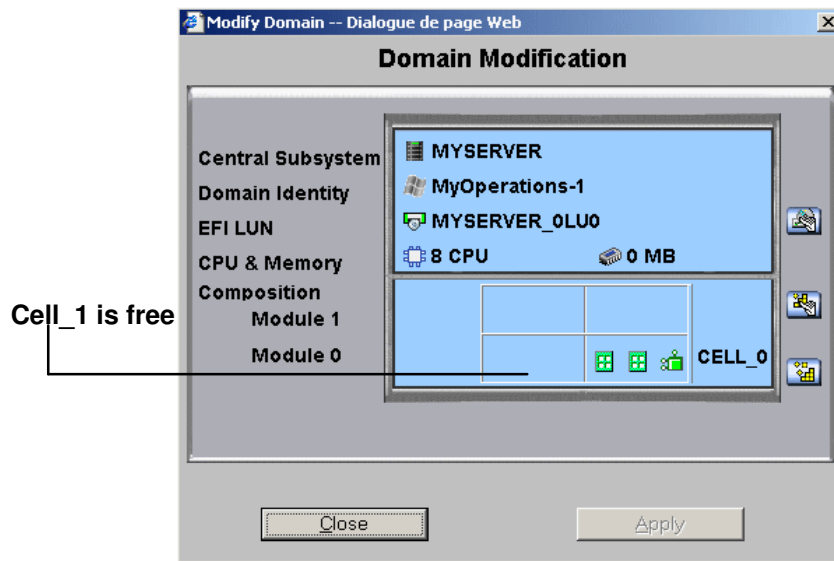 Modify Domain -- Dialogue de page Web
Domain Modification
Central Subsystem MYSERVER
Domain Identity MyOperations-1
EFI LUN MYSERVER_0LU0
CPU & Memory 8 CPU 0 MB
Composition
Cell_1 is free
Module 1
Module 0 CELL_0
Close Apply